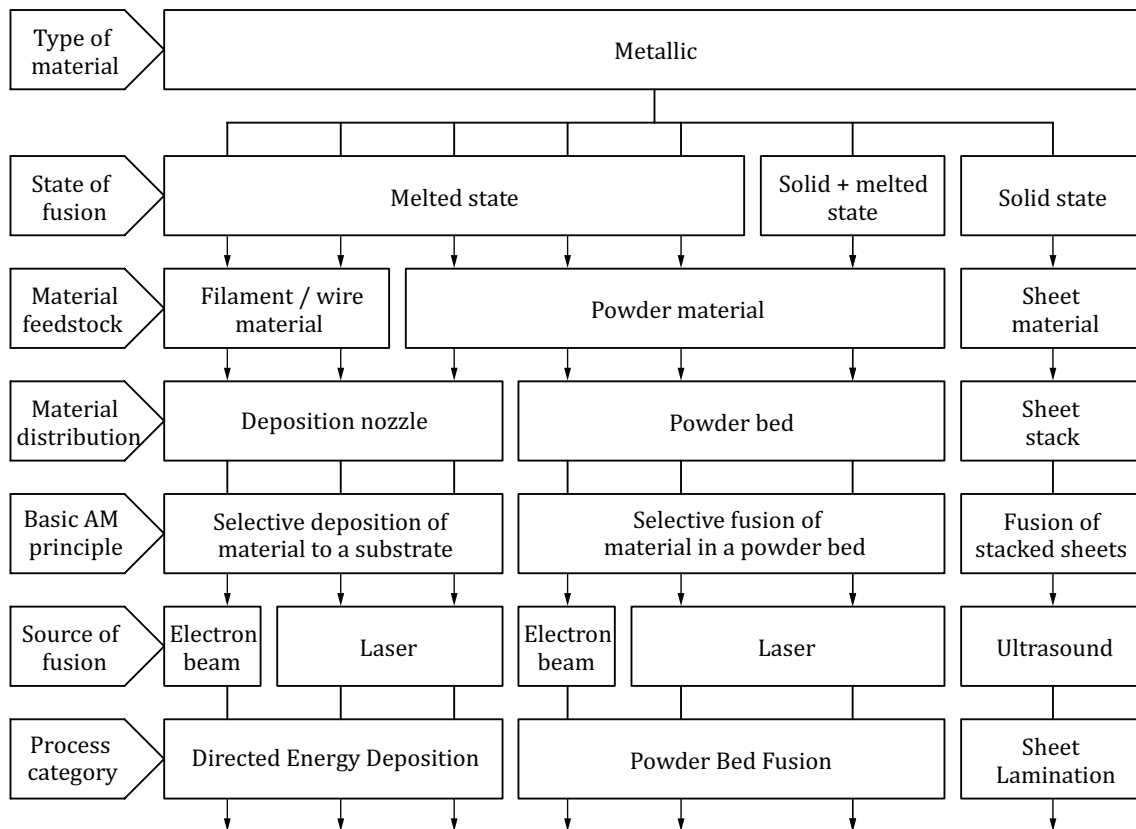 Type of
material
Metallic
State of
fusion
Melted state
Solid + melted
state
Solid state
Material
feedstock
Filament / wire
material
Powder material
Sheet
material
Material
distribution
Deposition nozzle
Powder bed
Sheet
stack
Basic AM
principle
Selective deposition of
material to a substrate
Selective fusion of
material in a powder bed
Fusion of
stacked sheets
Source of
fusion
Electron
beam
Laser
Electron
beam
Laser
Ultrasound
Process
category
Directed Energy Deposition
Powder Bed Fusion
Sheet
Lamination